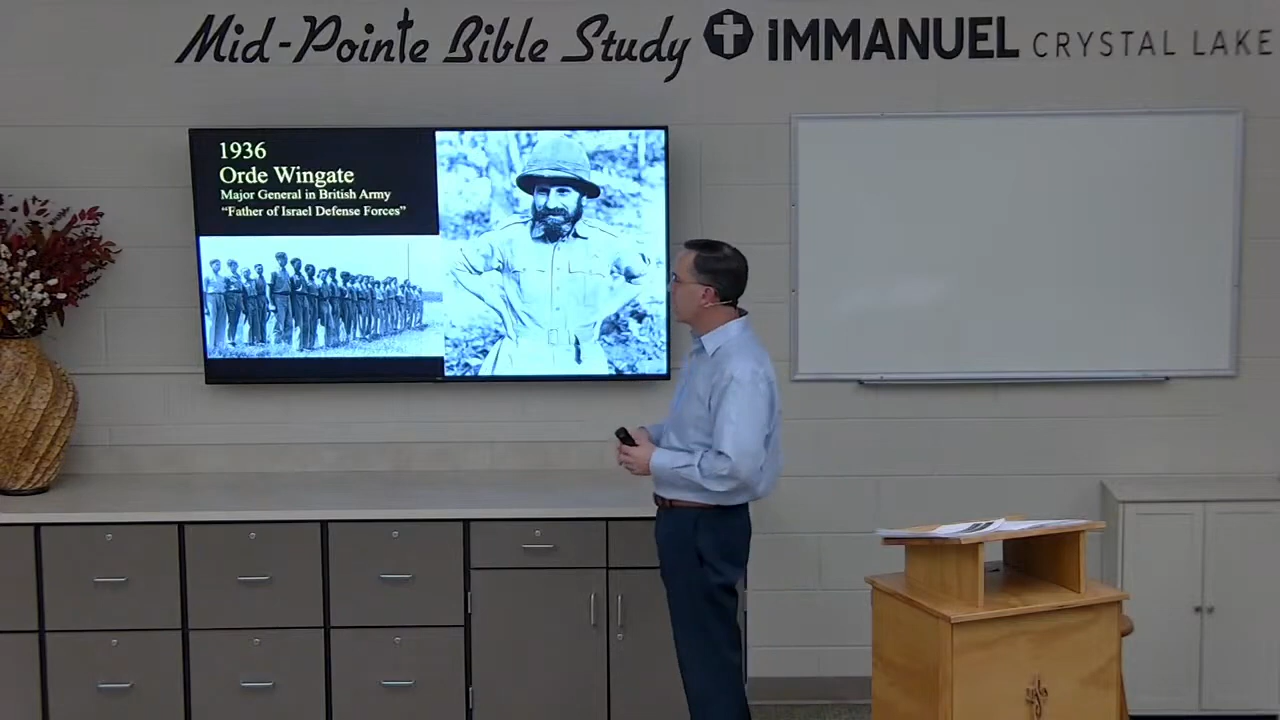 Mid-Pointe Bible Study iMMANUEL CRYSTAL LAKE
1936
Orde Wingate
Major General in British Army
“Father of Israel Defense Forces”